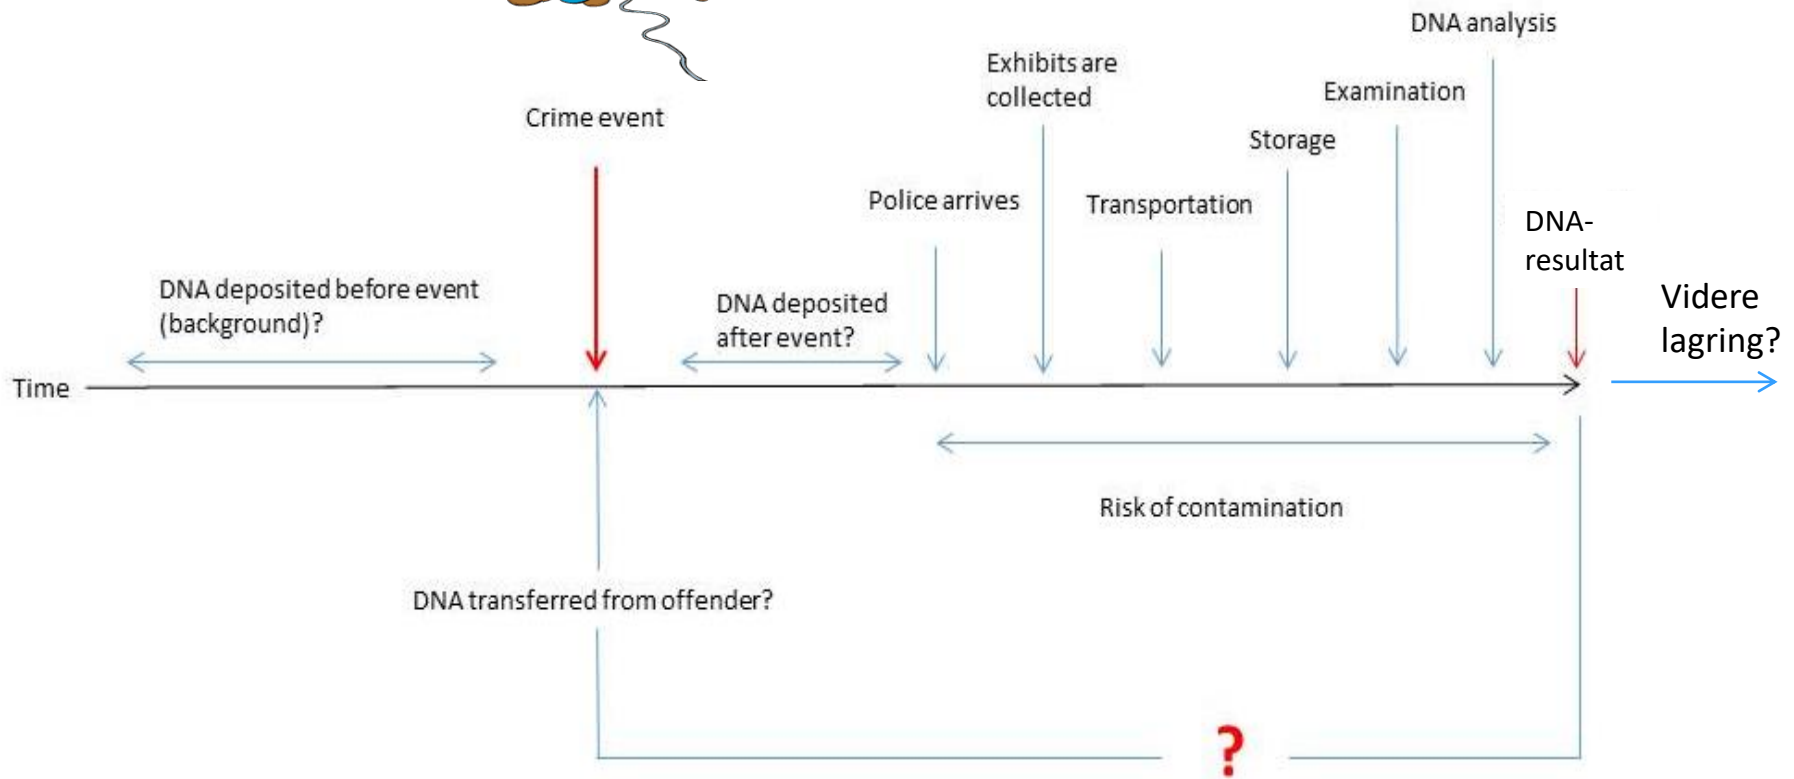 DNA analysis
Exhibits are
collected
Examination
Crime event
Storage
Police arrives
Transportation
DNA-
resultat
DNA deposited before event
(background)?
DNA deposited
after event?
Videre
lagring?
Time
Risk of contamination
DNA transferred from offender?
?